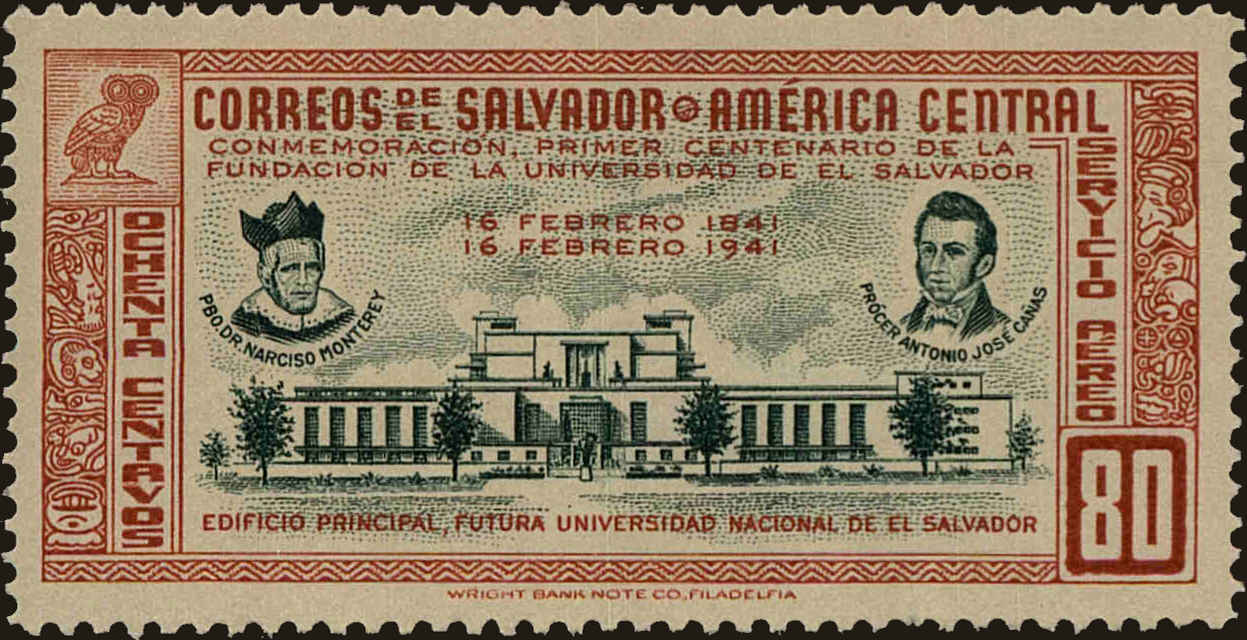 CORREOS DE EL SALVADOR AMÉRICA CENTRAL
CONMEMORACIÓN, PRIMER CENTENARIO DE LA
FUNDACION DE LA UNIVERSIDAD DE EL SALVADOR
16 FEBRERO 1841
16 FEBRERO 1941
PBO. DR. NARCISO MONTEREY
PRÓCER ANTONIO JOSÉ CAÑAS
OCHENTA CENTAVOS
SERVICIO AEREO
80
EDIFICIO PRINCIPAL, FUTURA UNIVERSIDAD NACIONAL DE EL SALVADOR
WRIGHT BANK NOTE CO., FILADELFIA